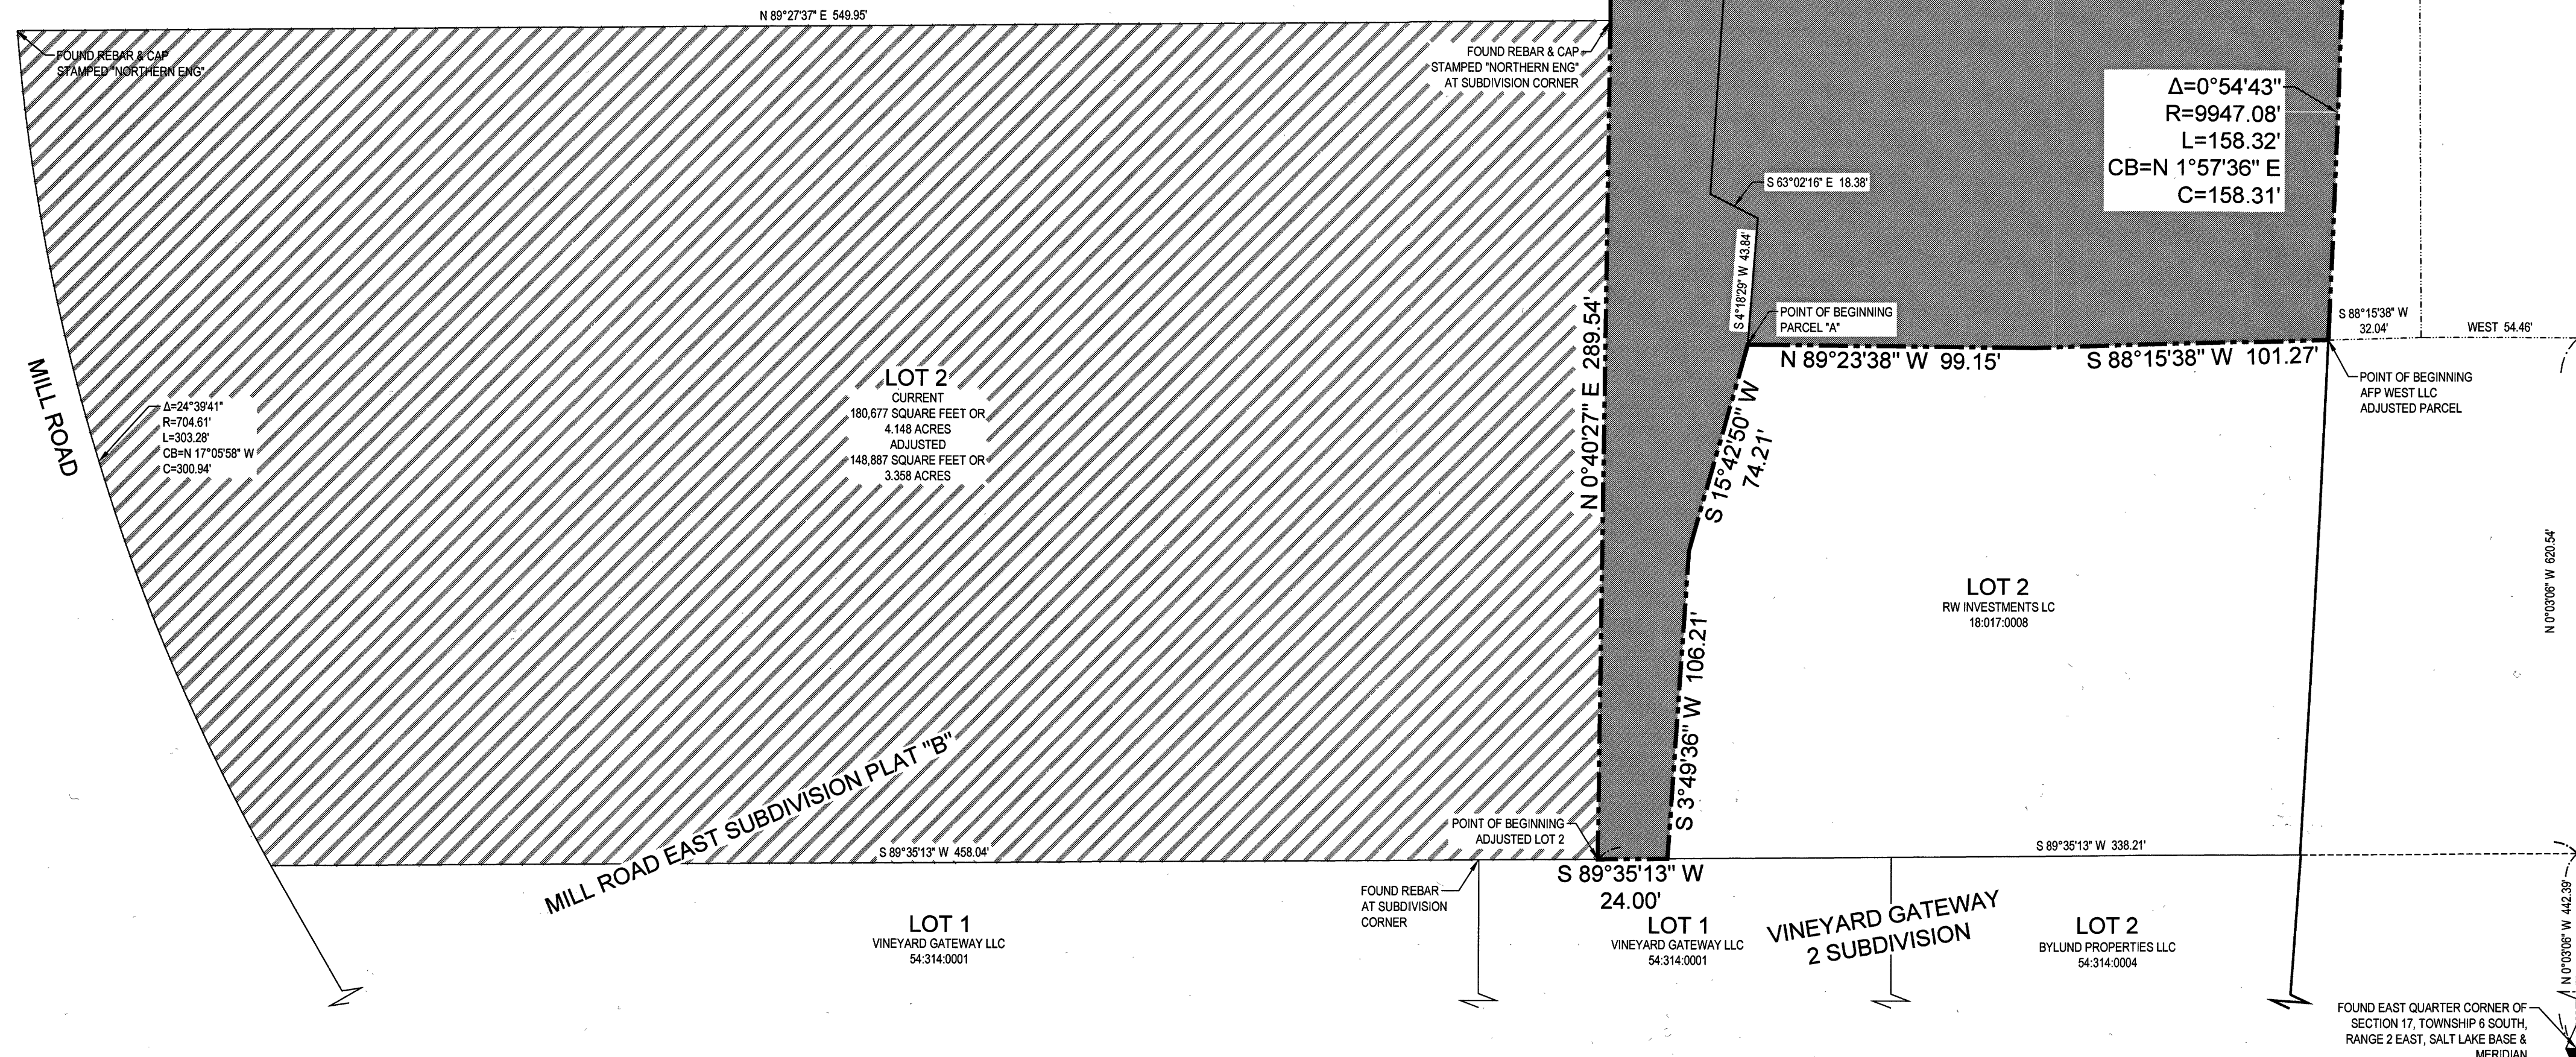 N 89°27'37" E 549.95'
FOUND REBAR & CAP
STAMPED "NORTHERN ENG"
FOUND REBAR & CAP
STAMPED "NORTHERN ENG"
AT SUBDIVISION CORNER
Δ=0°54'43"
R=9947.08'
L=158.32'
CB=N 1°57'36" E
C=158.31'
S 63°02'16" E 18.38'
S 4°18'29" W 43.84'
POINT OF BEGINNING
PARCEL "A"
S 88°15'38" W
32.04'
WEST 54.46'
N 89°23'38" W 99.15'
S 88°15'38" W 101.27'
POINT OF BEGINNING
AFP WEST LLC
ADJUSTED PARCEL
N 0°40'27" E 289.54'
MILL ROAD
Δ=24°39'41"
R=704.61'
L=303.28'
CB=N 17°05'58" W
C=300.94'
LOT 2
CURRENT
180,677 SQUARE FEET OR
4.148 ACRES
ADJUSTED
148,887 SQUARE FEET OR
3.358 ACRES
S 15°42'50" W
74.21'
LOT 2
RW INVESTMENTS LC
18:017:0008
N 0°03'06" W 620.54'
S 3°49'36" W 106.21'
MILL ROAD EAST SUBDIVISION PLAT "B"
POINT OF BEGINNING
ADJUSTED LOT 2
S 89°35'13" W 458.04'
S 89°35'13" W 338.21'
S 89°35'13" W
24.00'
FOUND REBAR
AT SUBDIVISION
CORNER
LOT 1
VINEYARD GATEWAY LLC
54:314:0001
LOT 1
VINEYARD GATEWAY LLC
54:314:0001
VINEYARD GATEWAY
2 SUBDIVISION
LOT 2
BYLUND PROPERTIES LLC
54:314:0004
N 0°03'06" W 442.39'
FOUND EAST QUARTER CORNER OF
SECTION 17, TOWNSHIP 6 SOUTH,
RANGE 2 EAST, SALT LAKE BASE &
MERIDIAN